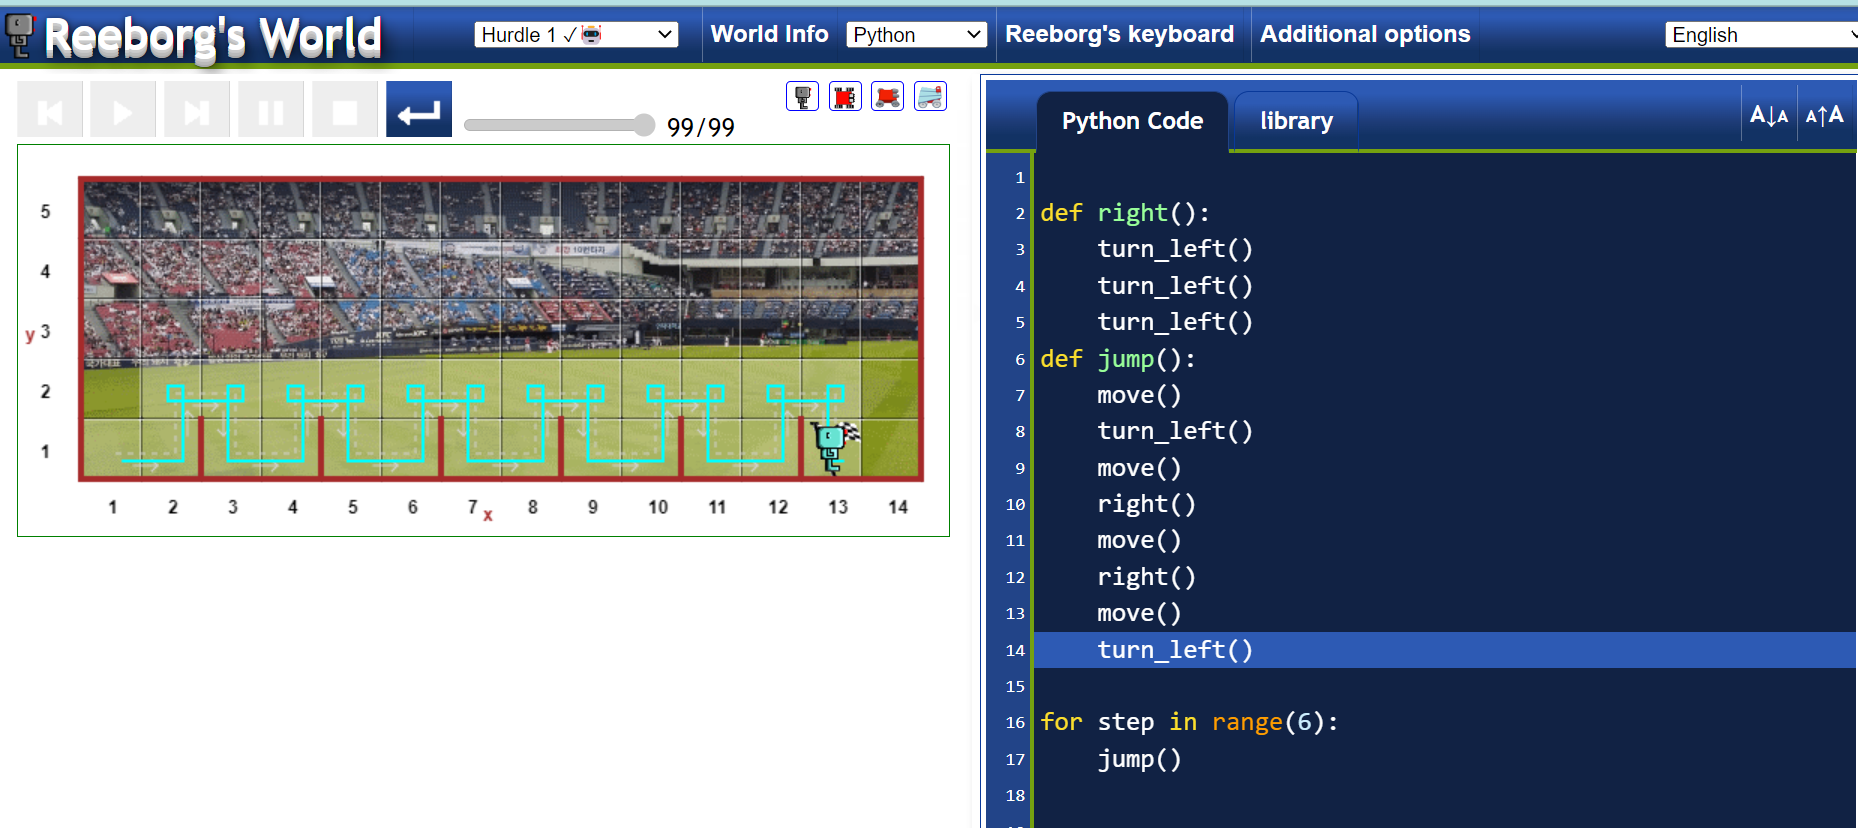 Reeborg's World
Hurdle 1 ✓🤖
World Info
Python
Reeborg's keyboard
Additional options
English
99/99
Python Code
library
A↓A
A↑A
5
4
y 3
2
1
1 2 3 4 5 6 7 x 8 9 10 11 12 13 14
1
2 def right():
3     turn_left()
4     turn_left()
5     turn_left()
6 def jump():
7     move()
8     turn_left()
9     move()
10     right()
11     move()
12     right()
13     move()
14     turn_left()
15
16 for step in range(6):
17     jump()
18